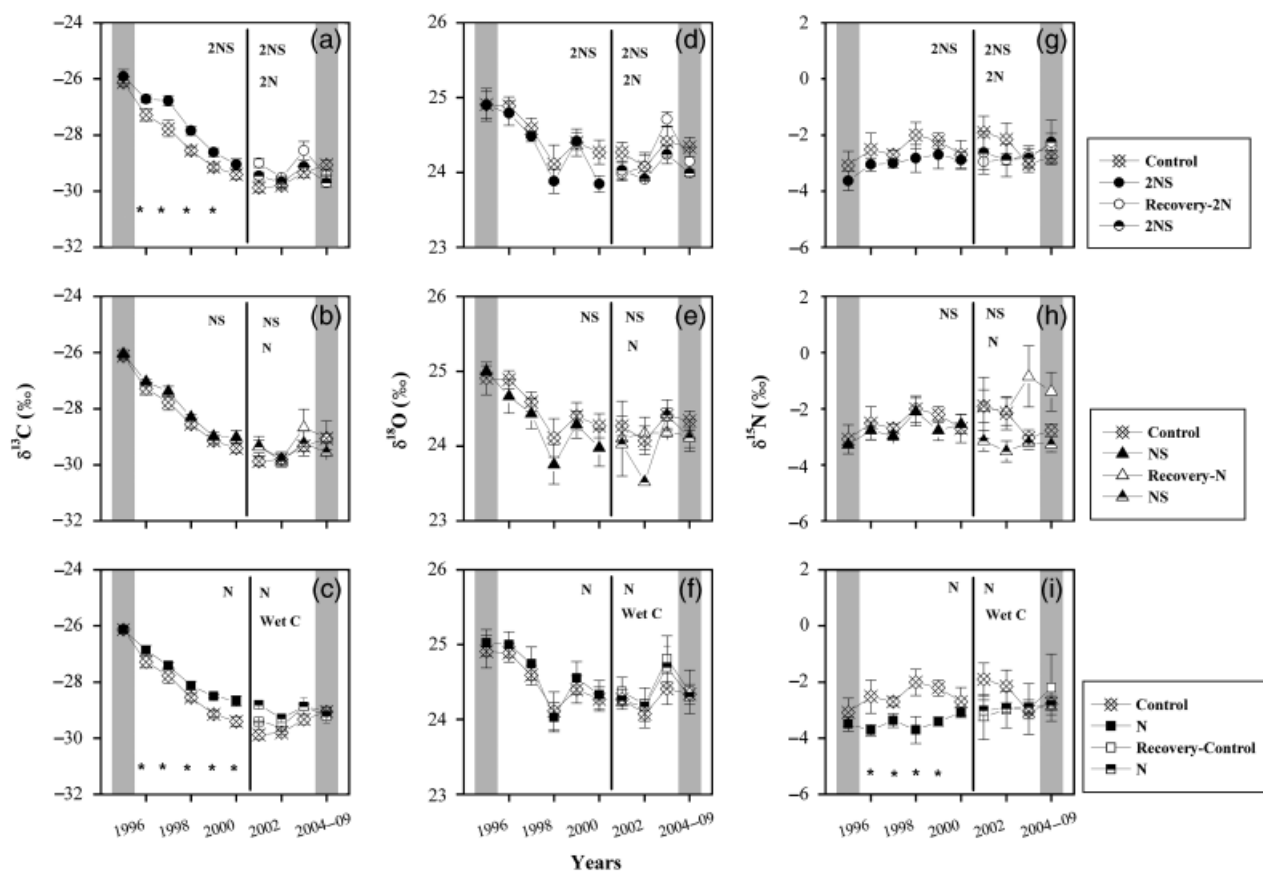 −24
−26
−28
−30
−32
(a)
2NS
2NS
2N
* * * *
26
25
24
23
(d)
2NS
2NS
2N
2
0
−2
−4
−6
(g)
2NS
2NS
2N
Control
2NS
Recovery-2N
2NS
δ¹³C (‰)
−24
−26
−28
−30
−32
(b)
NS
NS
N
δ¹⁸O (‰)
26
25
24
23
(e)
NS
NS
N
δ¹⁵N (‰)
2
0
−2
−4
−6
(h)
NS
NS
N
Control
NS
Recovery-N
NS
−24
−26
−28
−30
−32
(c)
N
N
Wet C
* * * * *
26
25
24
23
(f)
N
N
Wet C
2
0
−2
−4
−6
(i)
N
N
Wet C
* * * *
Control
N
Recovery-Control
N
1996 1998 2000 2002 2004–09
1996 1998 2000 2002 2004–09
1996 1998 2000 2002 2004–09
Years